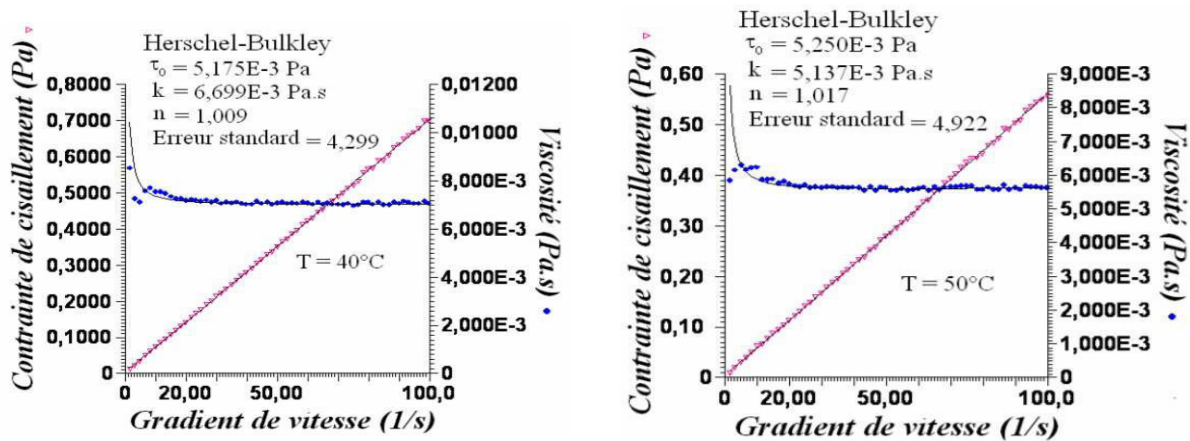 Herschel-Bulkley
τ₀ = 5,175E-3 Pa
k = 6,699E-3 Pa.s
n = 1,009
Erreur standard = 4,299
Contrainte de cisaillement (Pa)
0,8000
0,7000
0,6000
0,5000
0,4000
0,3000
0,2000
0,1000
0
0,01200
0,01000
8,000E-3
6,000E-3
4,000E-3
2,000E-3
0
Viscosité (Pa.s)
T = 40°C
0 20,00 50,00 100,0
Gradient de vitesse (1/s)
Herschel-Bulkley
τ₀ = 5,250E-3 Pa
k = 5,137E-3 Pa.s
n = 1,017
Erreur standard = 4,922
Contrainte de cisaillement (Pa)
0,60
0,50
0,40
0,30
0,20
0,10
0
9,000E-3
8,000E-3
7,000E-3
6,000E-3
5,000E-3
4,000E-3
3,000E-3
2,000E-3
1,000E-3
0
Viscosité (Pa.s)
T = 50°C
0 20,00 50,00 100,0
Gradient de vitesse (1/s)